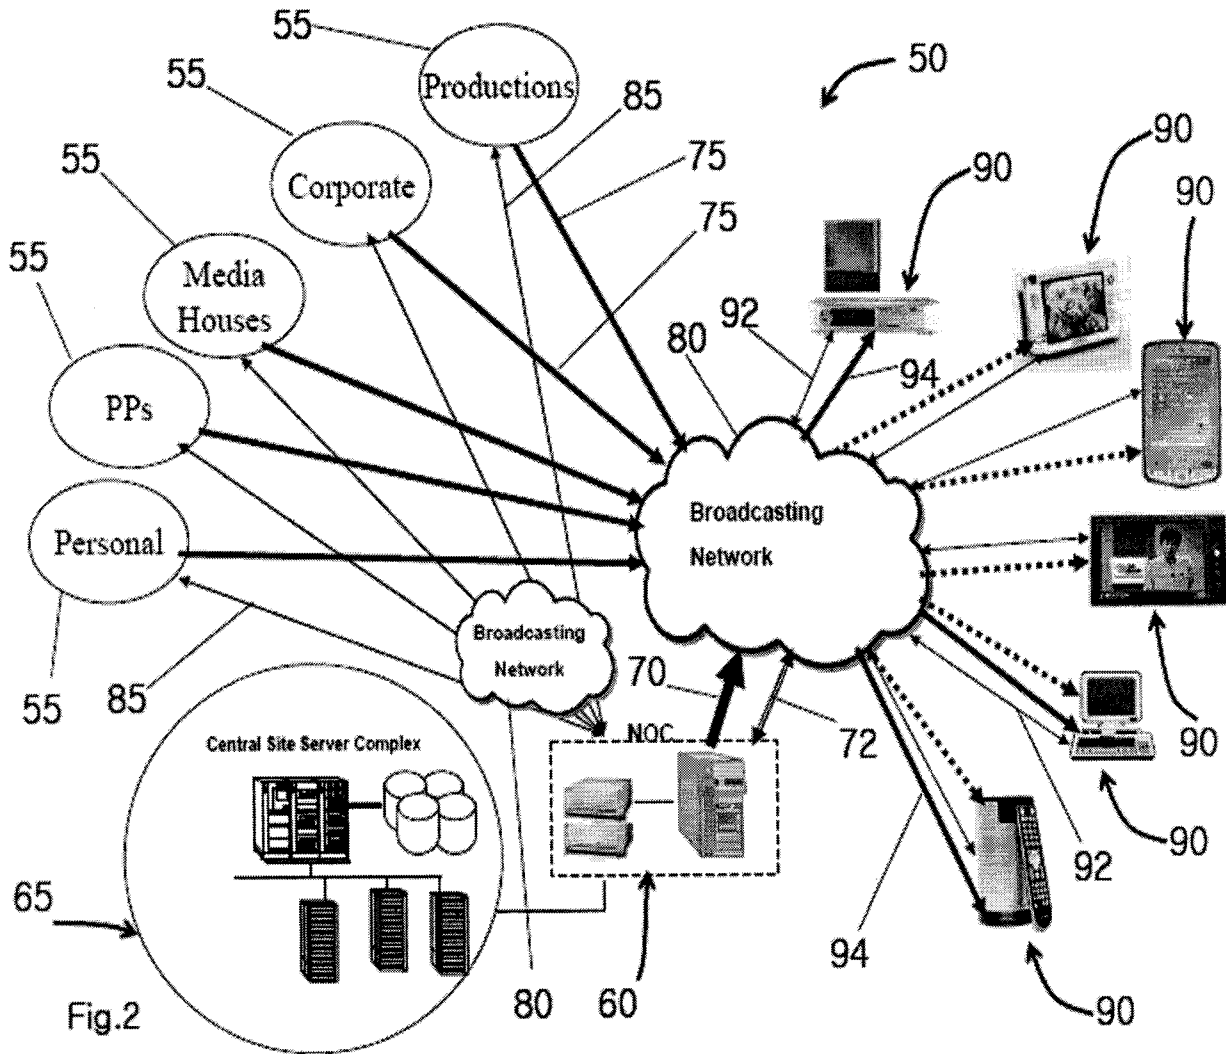 55
Productions
50
55
85
90
Corporate
75
90
55
90
75
Media
Houses
55
92
80
94
PPs
Broadcasting
Network
Personal
Broadcasting
Network
55
85
70
72
90
NOC
Central Site Server Complex
90
92
65
94
60
80
90
Fig.2